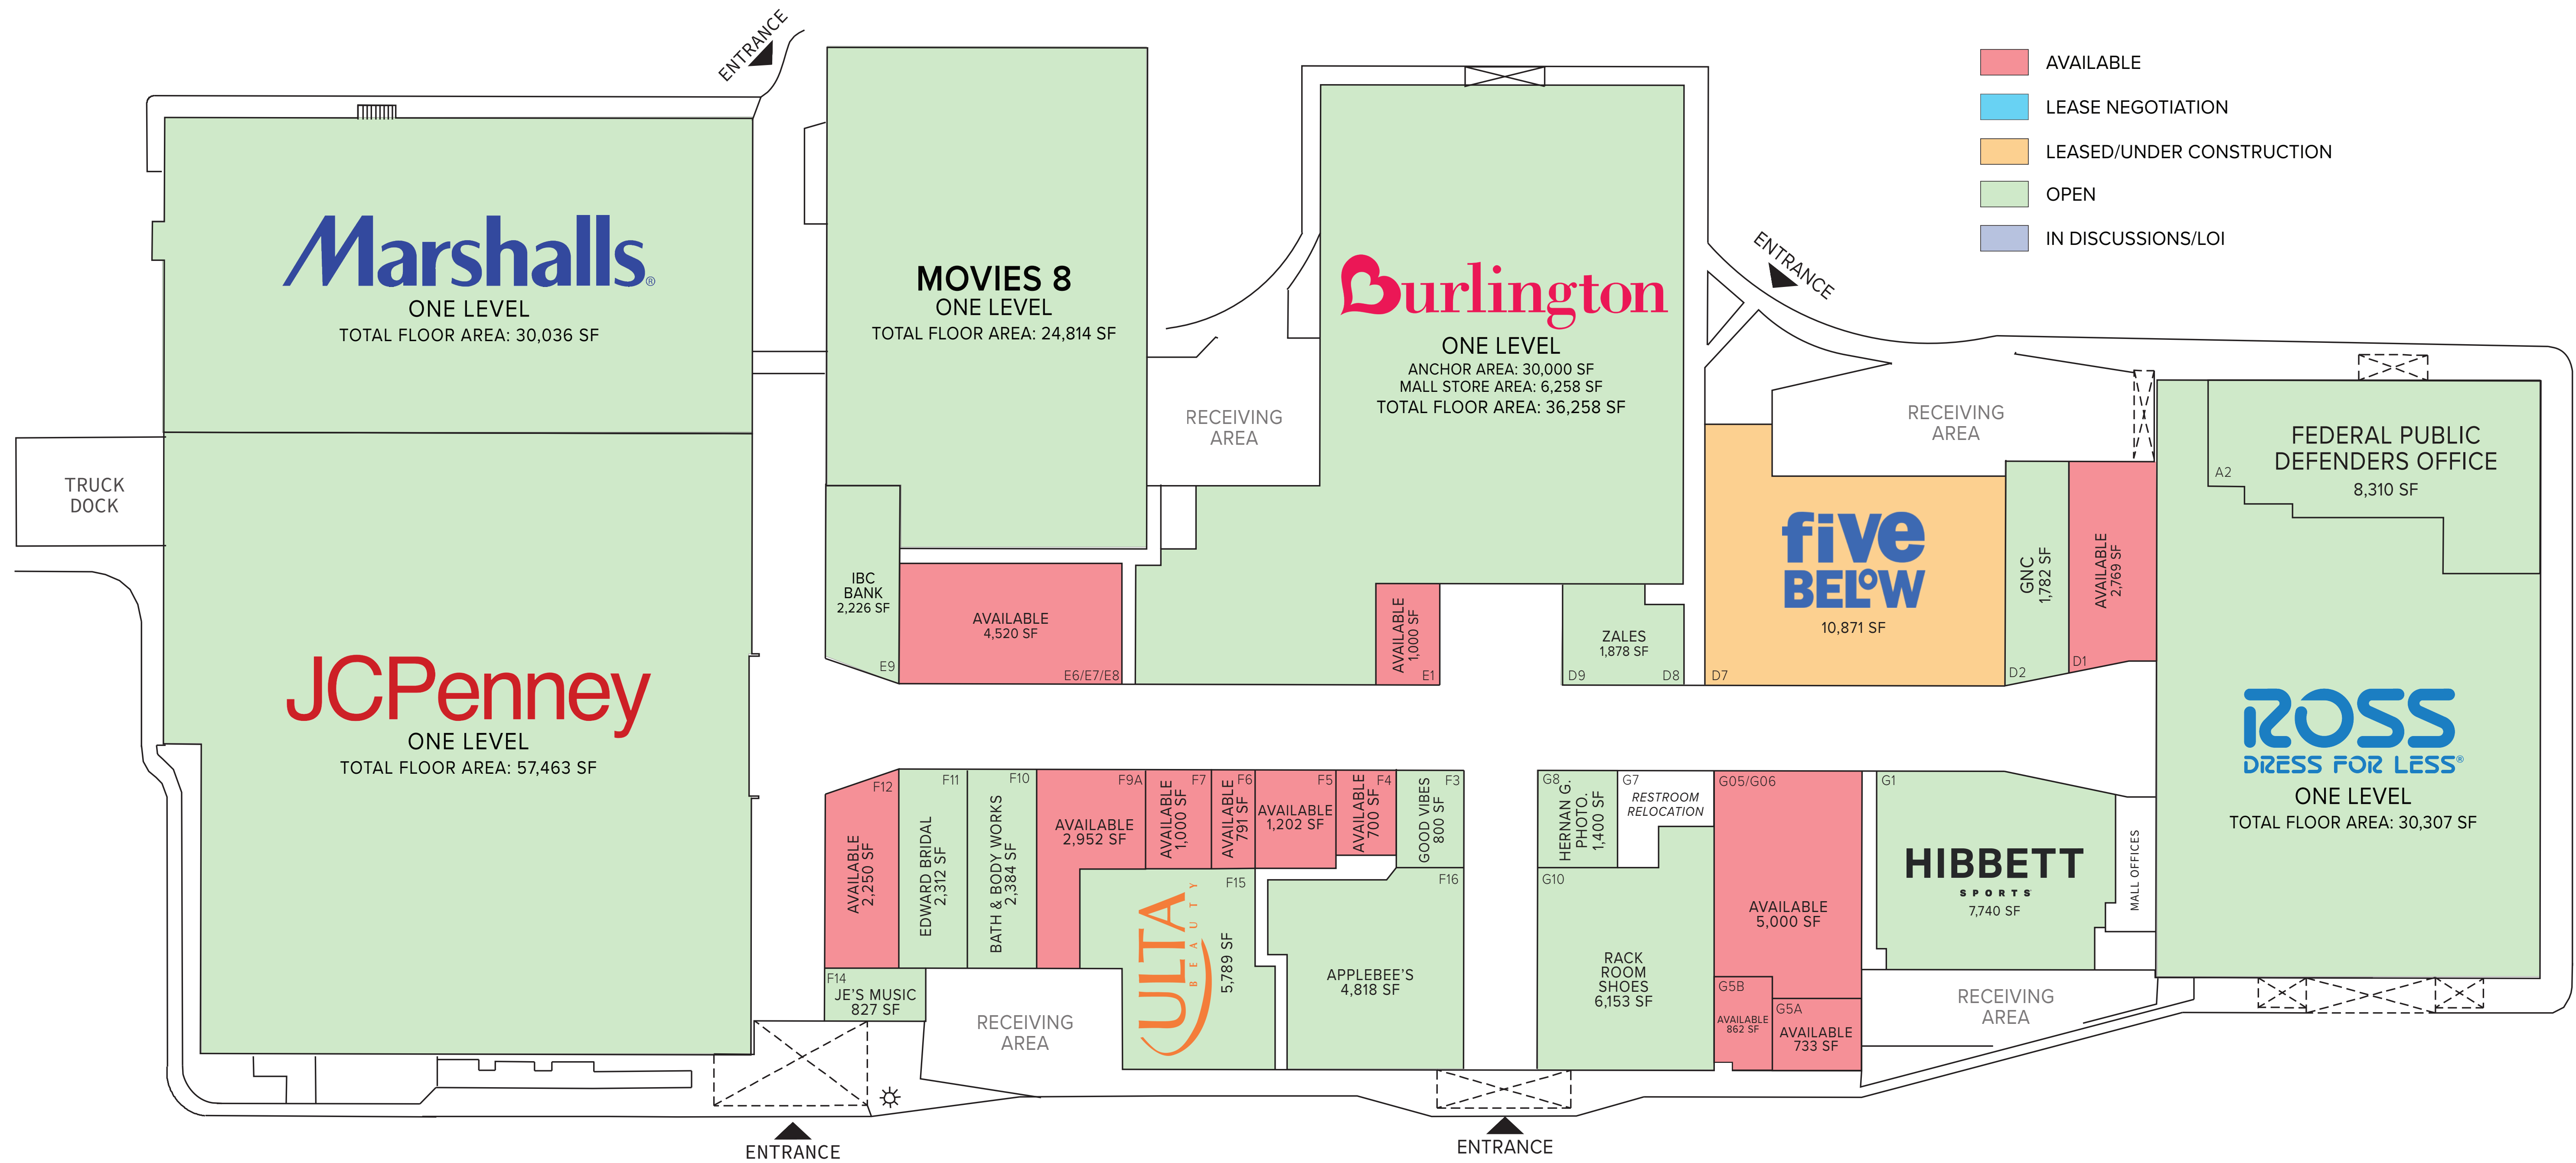 ENTRANCE
AVAILABLE
LEASE NEGOTIATION
LEASED/UNDER CONSTRUCTION
OPEN
IN DISCUSSIONS/LOI
Marshalls®
ONE LEVEL
TOTAL FLOOR AREA: 30,036 SF
MOVIES 8
ONE LEVEL
TOTAL FLOOR AREA: 24,814 SF
Burlington
ONE LEVEL
ANCHOR AREA: 30,000 SF
MALL STORE AREA: 6,258 SF
TOTAL FLOOR AREA: 36,258 SF
ENTRANCE
RECEIVING
AREA
RECEIVING
AREA
FEDERAL PUBLIC
DEFENDERS OFFICE
8,310 SF
A2
TRUCK
DOCK
IBC
BANK
2,226 SF
E9
AVAILABLE
4,520 SF
E6/E7/E8
AVAILABLE
1,000 SF
E1
ZALES
1,878 SF
D9
D8
five
BELOW
10,871 SF
D7
GNC
1,782 SF
D2
AVAILABLE
2,769 SF
D1
JCPenney
ONE LEVEL
TOTAL FLOOR AREA: 57,463 SF
ROSS
DRESS FOR LESS®
ONE LEVEL
TOTAL FLOOR AREA: 30,307 SF
F12
AVAILABLE
2,250 SF
F11
EDWARD BRIDAL
2,312 SF
F10
BATH & BODY WORKS
2,384 SF
F9A
AVAILABLE
2,952 SF
F7
AVAILABLE
1,000 SF
F6
AVAILABLE
791 SF
F5
AVAILABLE
1,202 SF
F4
AVAILABLE
700 SF
F3
GOOD VIBES
800 SF
G8
HERNAN G.
PHOTO.
1,400 SF
G7
RESTROOM
RELOCATION
G05/G06
AVAILABLE
5,000 SF
G1
HIBBETT
SPORTS
7,740 SF
MALL OFFICES
F14
JE'S MUSIC
827 SF
RECEIVING
AREA
F15
ULTA
BEAUTY
5,789 SF
F16
APPLEBEE'S
4,818 SF
G10
RACK
ROOM
SHOES
6,153 SF
G5B
AVAILABLE
862 SF
G5A
AVAILABLE
733 SF
RECEIVING
AREA
ENTRANCE
ENTRANCE